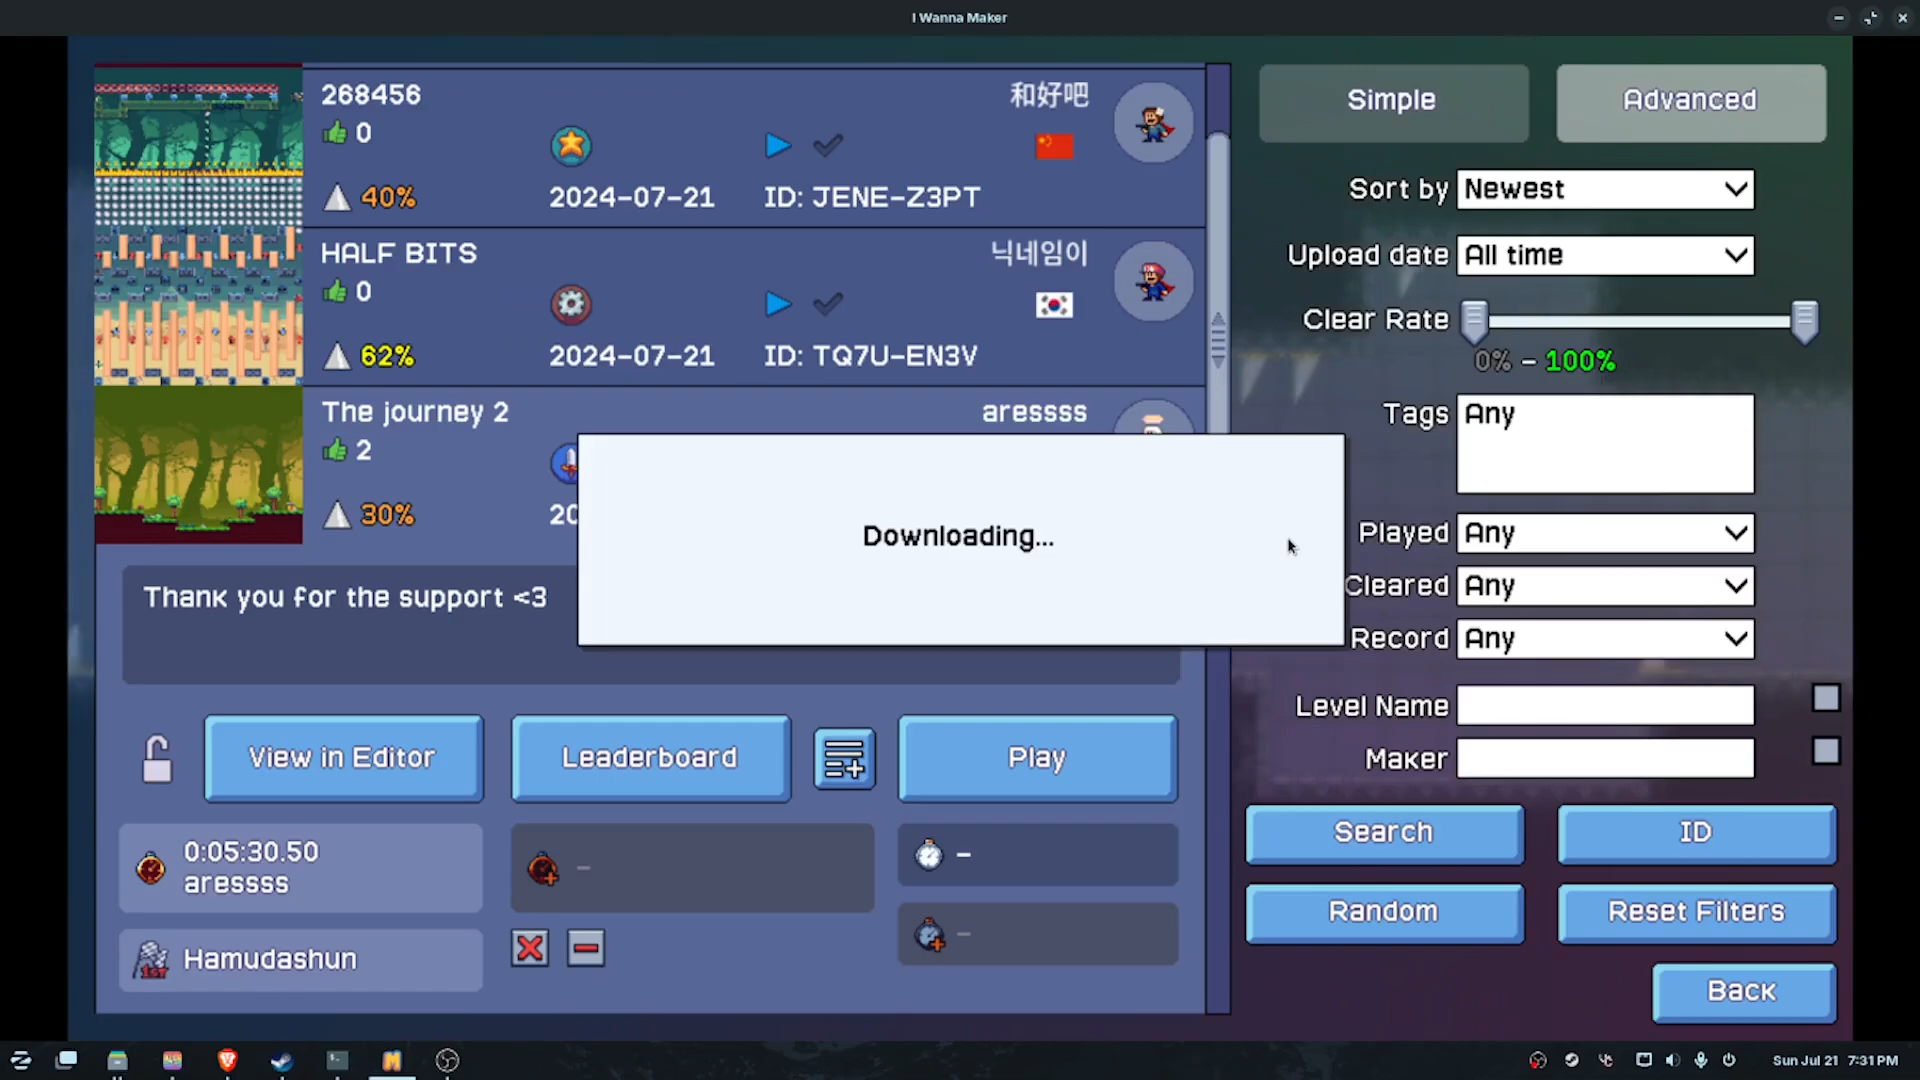 I Wanna Maker
268456
和好吧
0
40%
2024-07-21
ID: JENE-Z3PT
HALF BITS
닉네임이
0
62%
2024-07-21
ID: TQ7U-EN3V
The journey 2
aressss
2
30%
20
Downloading...
Thank you for the support <3
View in Editor
Leaderboard
Play
0:05:30.50
aressss
–
–
–
1ST
Hamudashun
Simple
Advanced
Sort by
Newest
Upload date
All time
Clear Rate
0% – 100%
Tags
Any
Played
Any
Cleared
Any
Record
Any
Level Name
Maker
Search
ID
Random
Reset Filters
Back
Sun Jul 21 7:31 PM